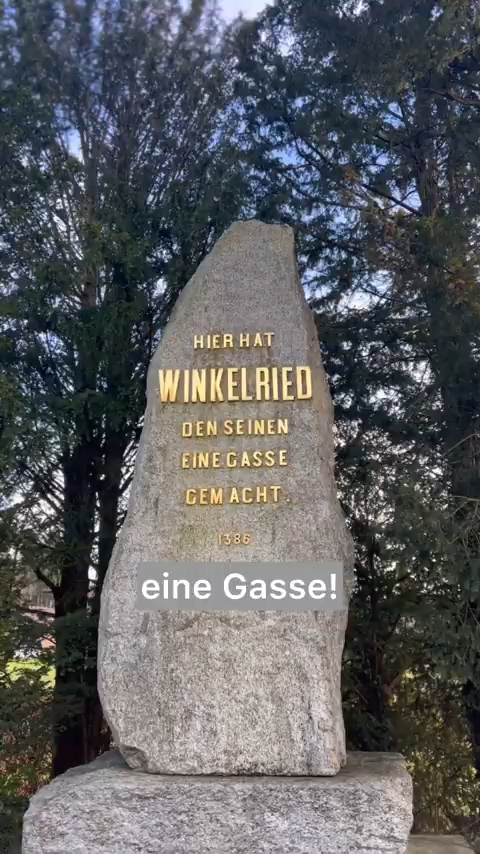 HIER HAT
WINKELRIED
DEN SEINEN
EINE GASSE
GEMACHT.
1386
eine Gasse!